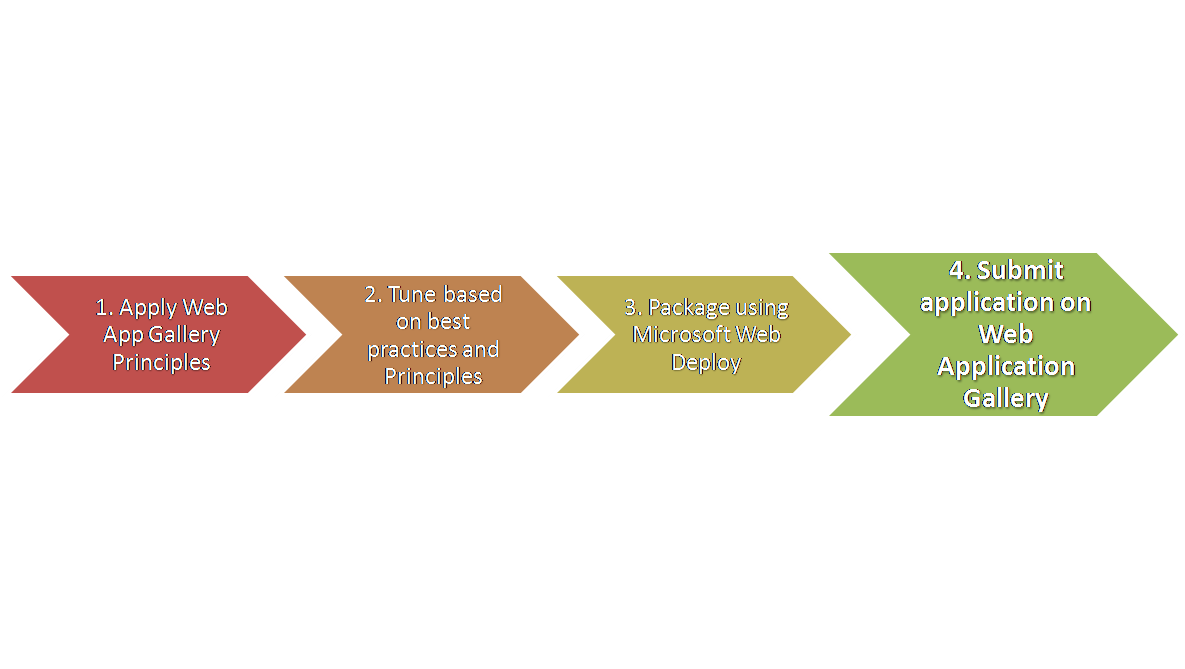 1. Apply Web
App Gallery
Principles
2. Tune based
on best
practices and
Principles
3. Package using
Microsoft Web
Deploy
4. Submit
application on
Web
Application
Gallery